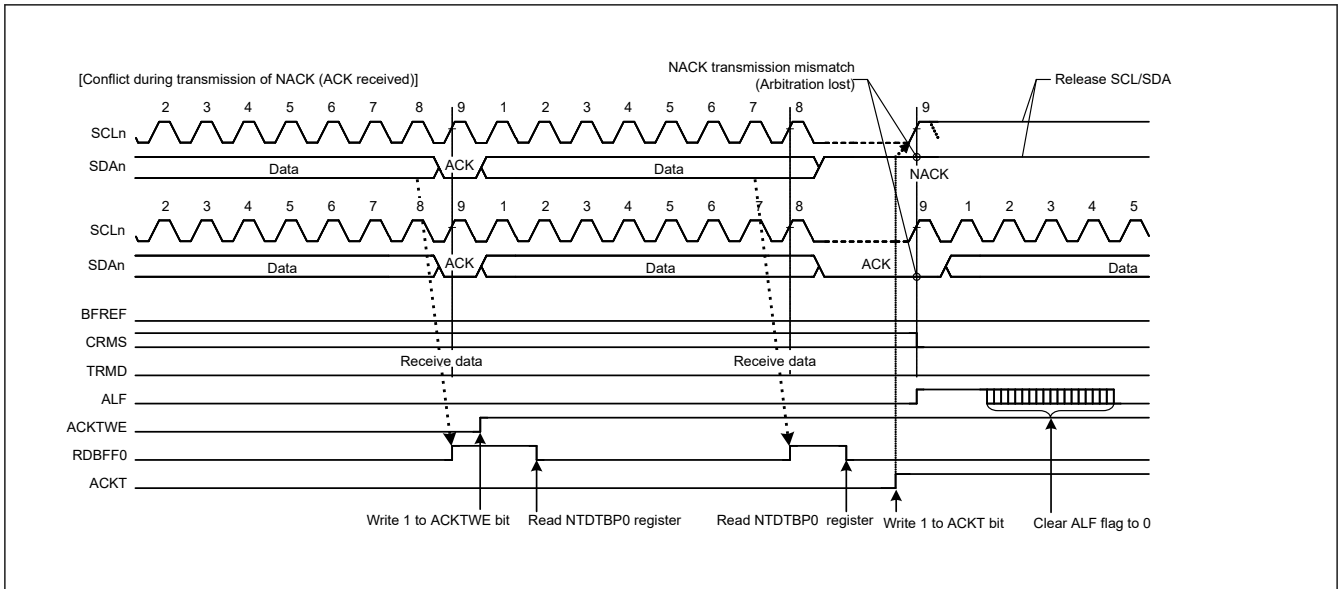 [Conflict during transmission of NACK (ACK received)]
NACK transmission mismatch
(Arbitration lost)
Release SCL/SDA
2 3 4 5 6 7 8 9 1 2 3 4 5 6 7 8 9
SCLn
SDAn Data ACK Data NACK
2 3 4 5 6 7 8 9 1 2 3 4 5 6 7 8 9 1 2 3 4 5
SCLn
SDAn Data ACK Data ACK Data
BFREF
CRMS
Receive data Receive data
TRMD
ALF
ACKTWE
RDBFF0
ACKT
Write 1 to ACKTWE bit Read NTDTBP0 register Read NTDTBP0 register Write 1 to ACKT bit Clear ALF flag to 0